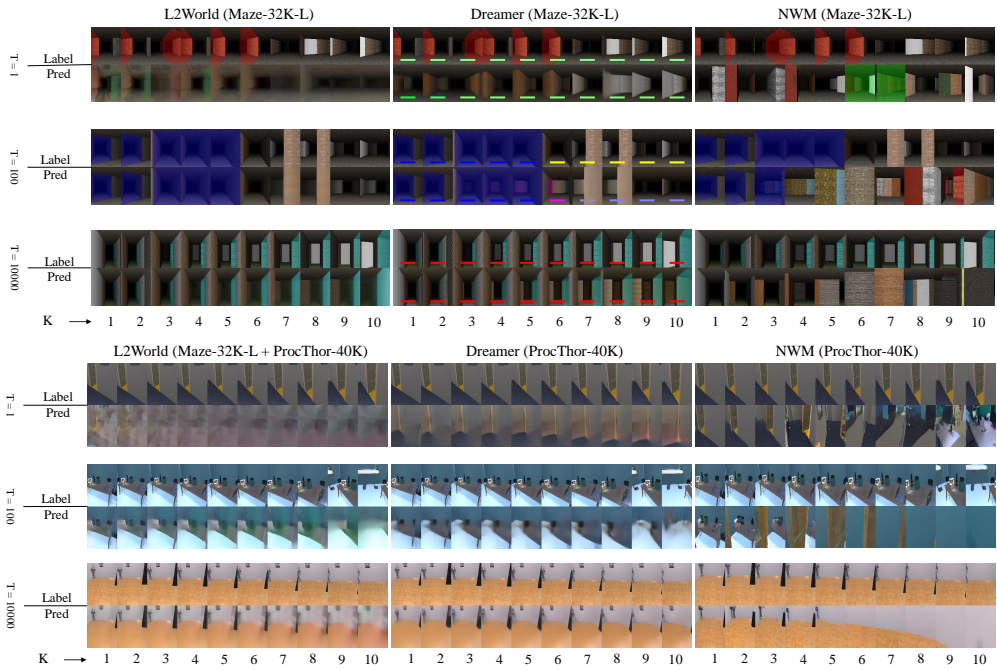 L2World (Maze-32K-L) Dreamer (Maze-32K-L) NWM (Maze-32K-L)
T = 1
Label
Pred
T = 100
Label
Pred
T = 10000
Label
Pred
K 1 2 3 4 5 6 7 8 9 10 1 2 3 4 5 6 7 8 9 10 1 2 3 4 5 6 7 8 9 10
L2World (Maze-32K-L + ProcThor-40K) Dreamer (ProcThor-40K) NWM (ProcThor-40K)
T = 1
Label
Pred
T = 100
Label
Pred
T = 10000
Label
Pred
K 1 2 3 4 5 6 7 8 9 10 1 2 3 4 5 6 7 8 9 10 1 2 3 4 5 6 7 8 9 10